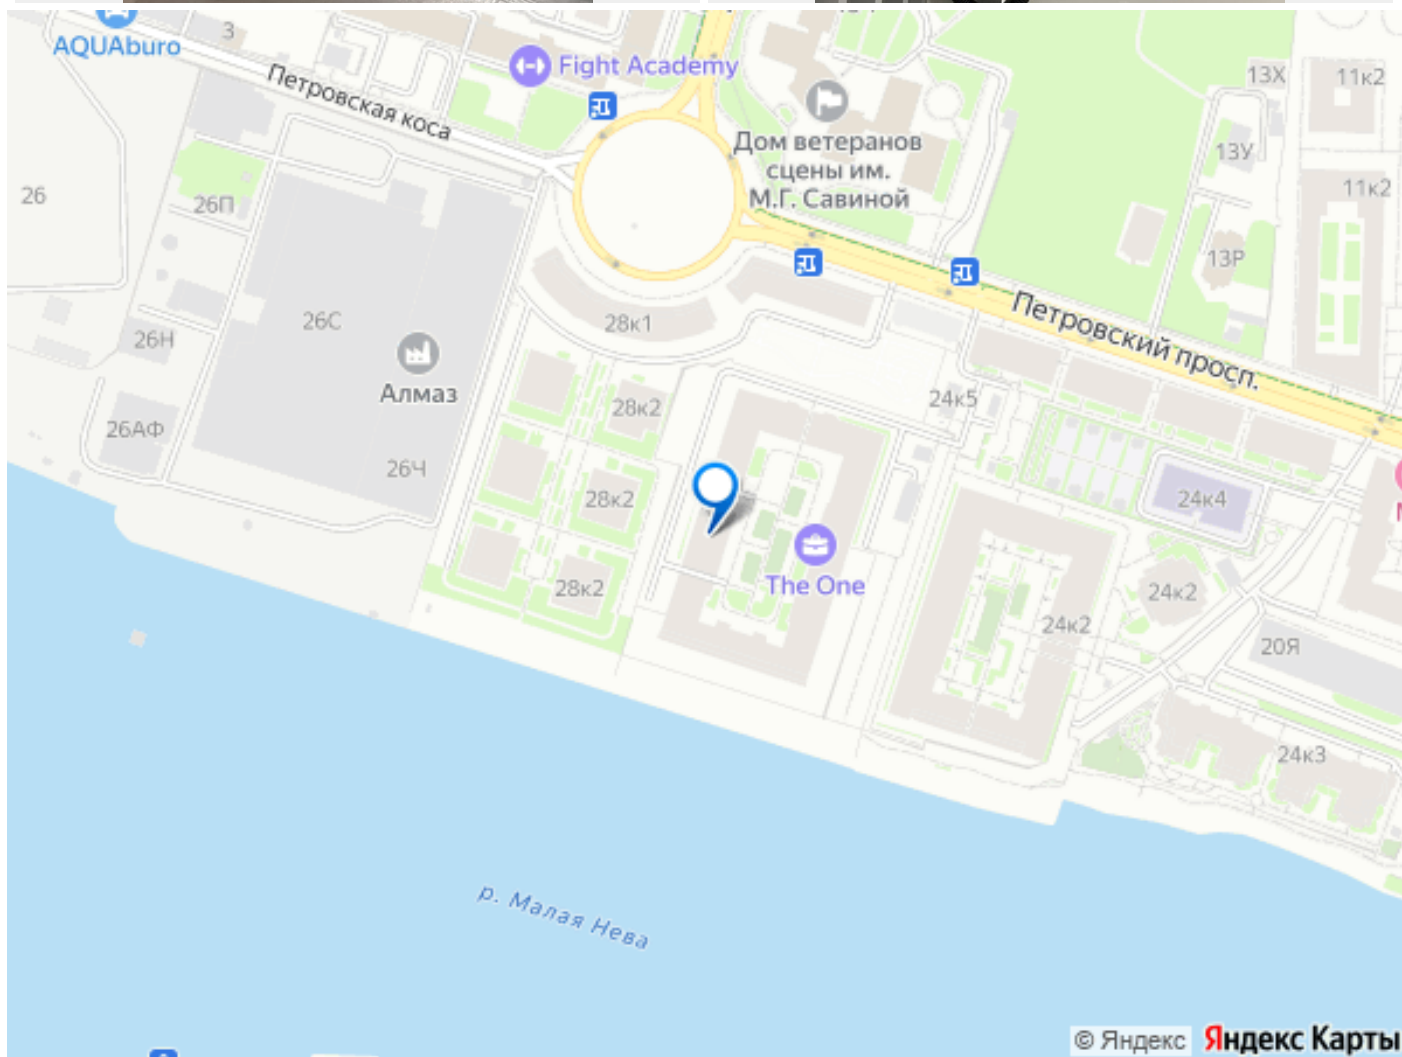 AQUAburo
3
Петровская коса
Fight Academy
Дом ветеранов
сцены им.
М.Г. Савиной
13Х
11к2
13У
11к2
13Р
26
26П
26С
26Н
Алмаз
26АФ
26Ч
28к1
Петровский просп.
28к2
24к5
28к2
24к4
The One
28к2
24к2
24к2
20Я
24к3
р. Малая Нева
© Яндекс
Яндекс Карты